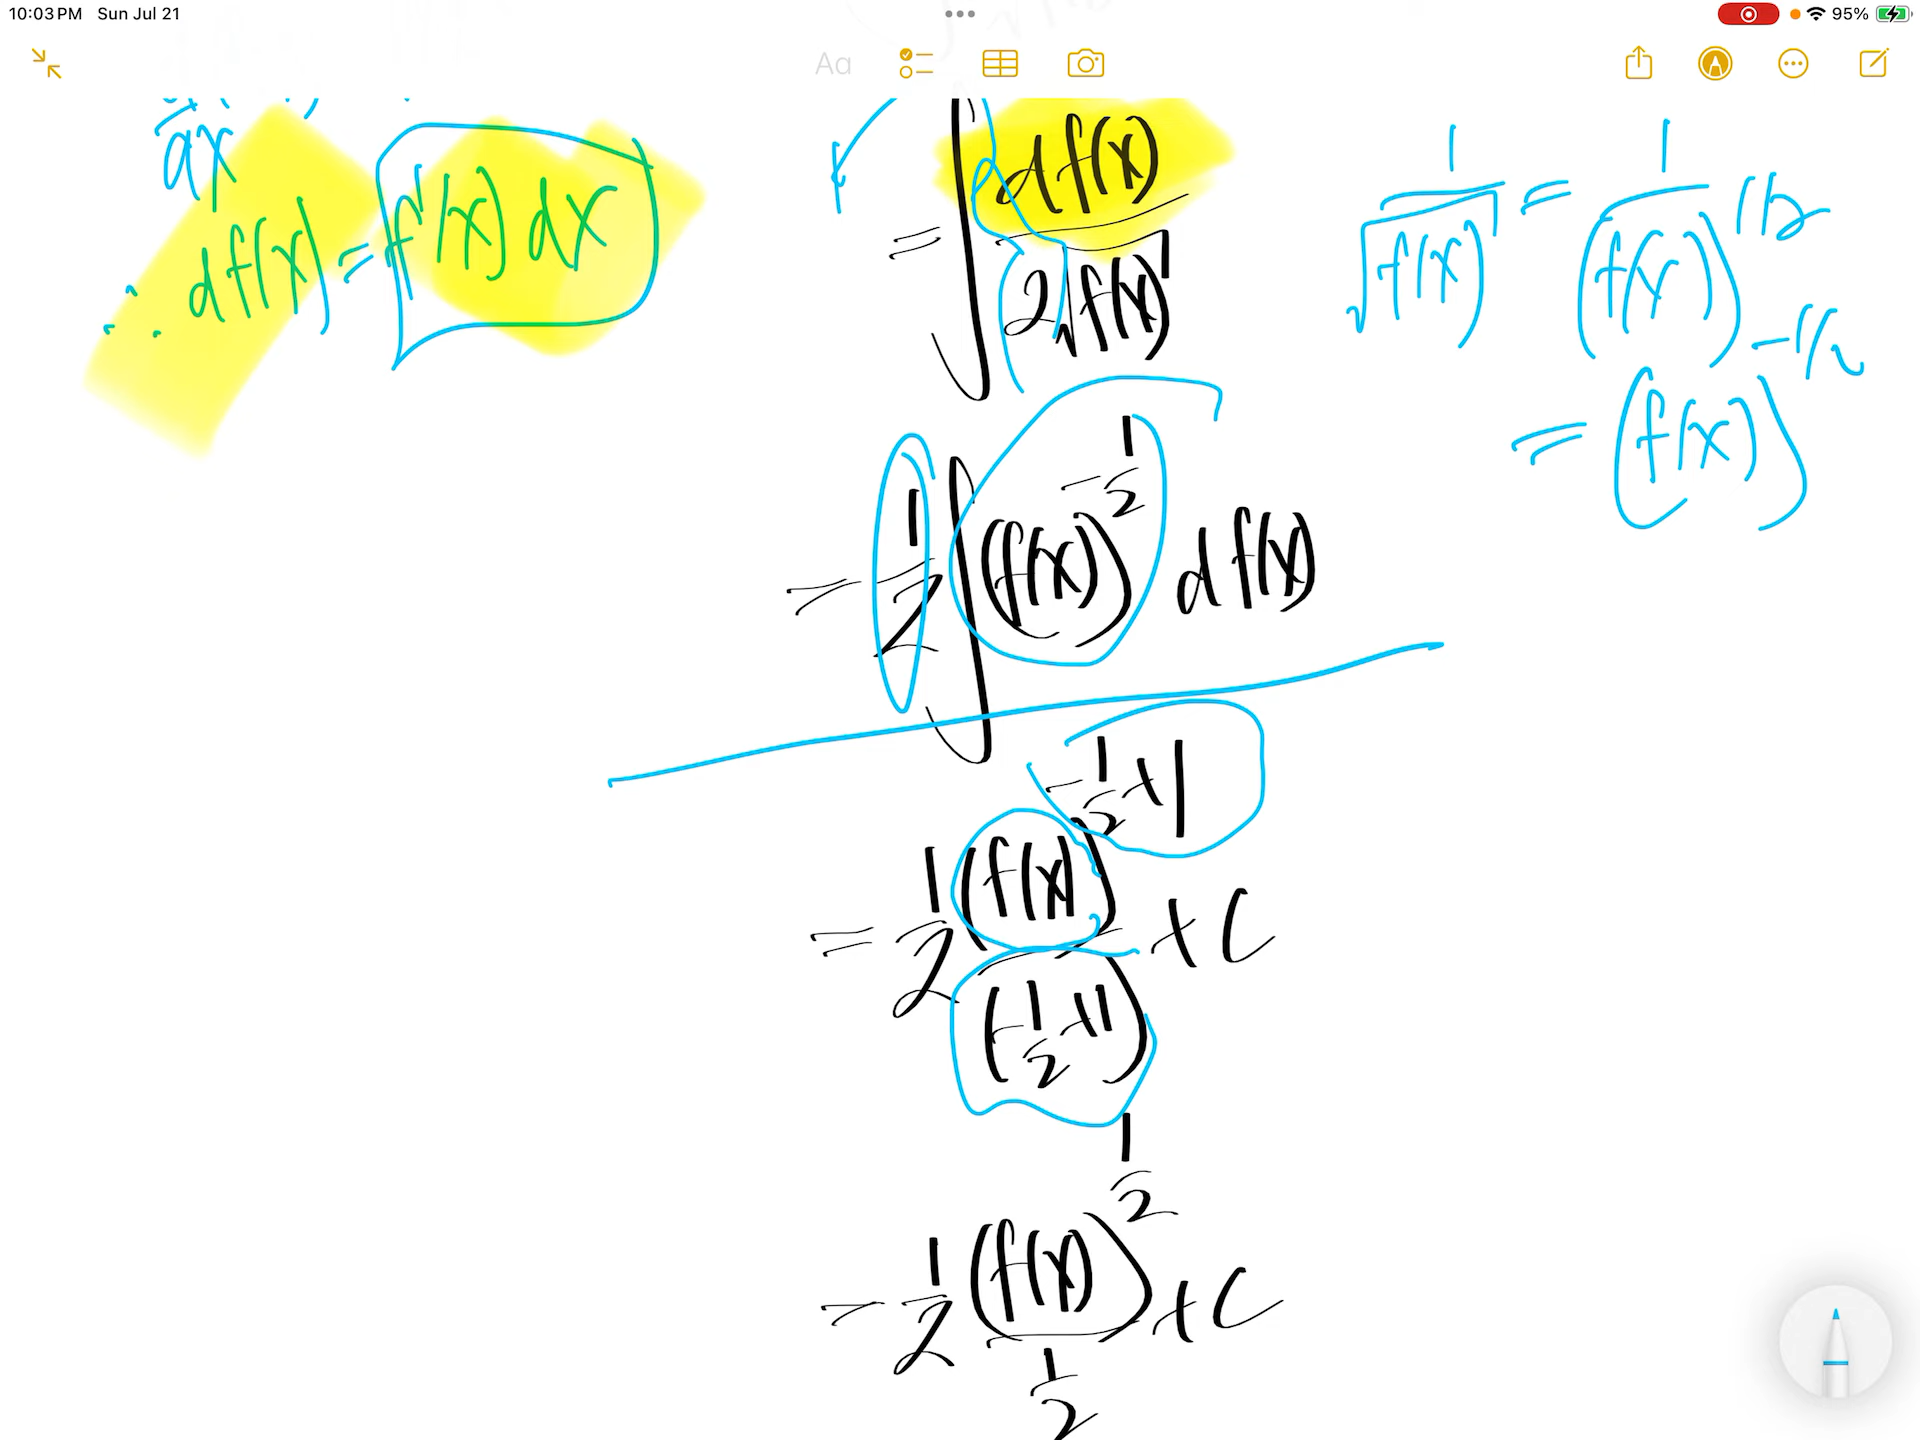 10:03 PM Sun Jul 21
95%
Aa
dx
∴ df(x) = f'(x) dx
= ∫ df(x) / 2√f(x)
1/√f(x) = 1/(f(x))^1/2
= (f(x))^-1/2
= 1/2 ∫ (f(x))^-1/2 df(x)
= 1/2 (f(x))^-1/2+1 / (-1/2+1) + C
= 1/2 (f(x))^1/2 / 1/2 + C